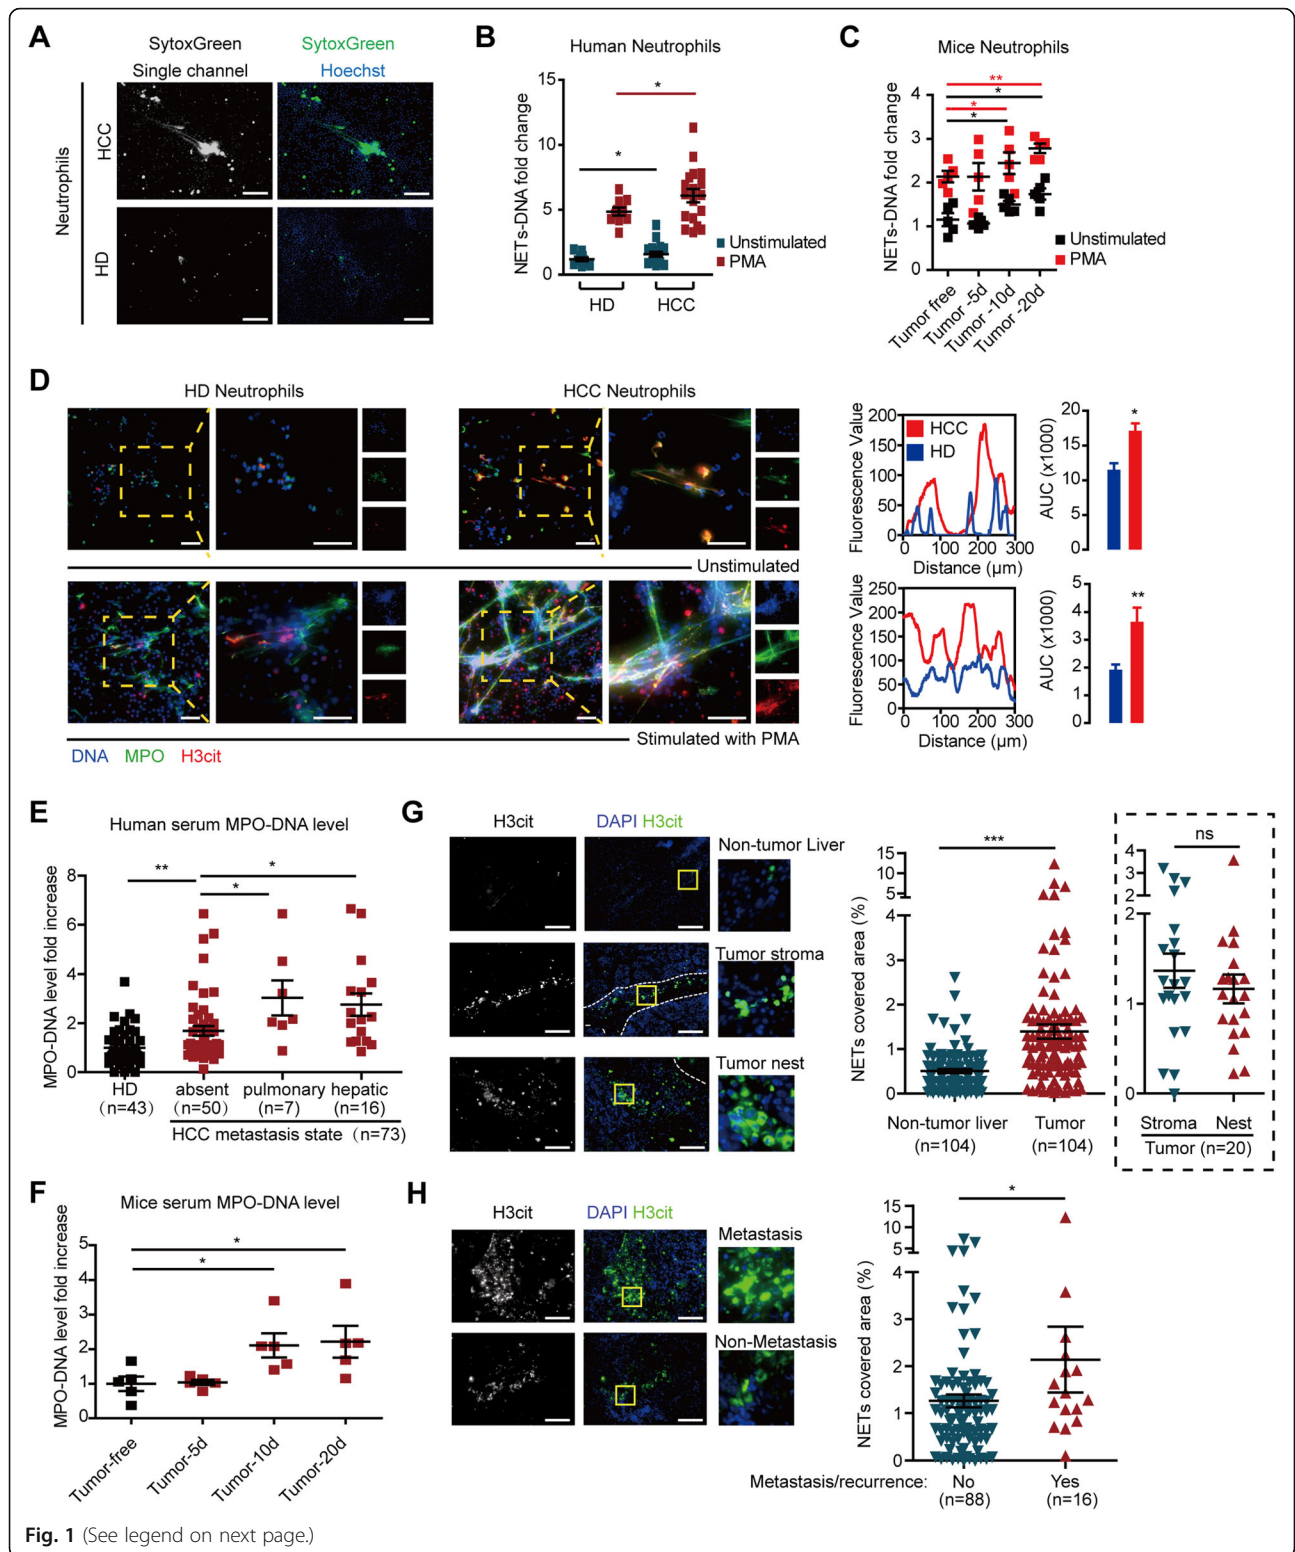 A
SytoxGreen
Single channel
SytoxGreen
Hoechst
Neutrophils
HCC
HD
B
Human Neutrophils
NETs-DNA fold change
15
10
5
0
*
*
Unstimulated
PMA
HD
HCC
C
Mice Neutrophils
NETs-DNA fold change
4
3
2
1
0
**
*
*
*
Unstimulated
PMA
Tumor free
Tumor -5d
Tumor -10d
Tumor -20d
D
HD Neutrophils
HCC Neutrophils
Unstimulated
Stimulated with PMA
DNA MPO H3cit
Fluorescence Value
200
150
100
50
0
HCC
HD
0 100 200 300
Distance (µm)
AUC (x1000)
20
15
10
5
0
*
Fluorescence Value
250
200
150
100
50
0
0 100 200 300
Distance (µm)
AUC (x1000)
5
4
3
2
1
0
**
E
Human serum MPO-DNA level
MPO-DNA level fold increase
8
6
4
2
0
**
*
*
HD absent pulmonary hepatic
(n=43) (n=50) (n=7) (n=16)
HCC metastasis state (n=73)
F
Mice serum MPO-DNA level
MPO-DNA level fold increase
5
4
3
2
1
0
*
*
Tumor-free
Tumor-5d
Tumor-10d
Tumor-20d
G
H3cit
DAPI H3cit
Non-tumor Liver
Tumor stroma
Tumor nest
NETs covered area (%)
15
10
5
4
3
2
1
0
***
Non-tumor liver
(n=104)
Tumor
(n=104)
ns
4
3
2
2
1
0
Stroma Nest
Tumor (n=20)
H
H3cit
DAPI H3cit
Metastasis
Non-Metastasis
NETs covered area (%)
15
10
5
4
3
2
1
0
*
Metastasis/recurrence: No Yes
(n=88) (n=16)
Fig. 1 (See legend on next page.)